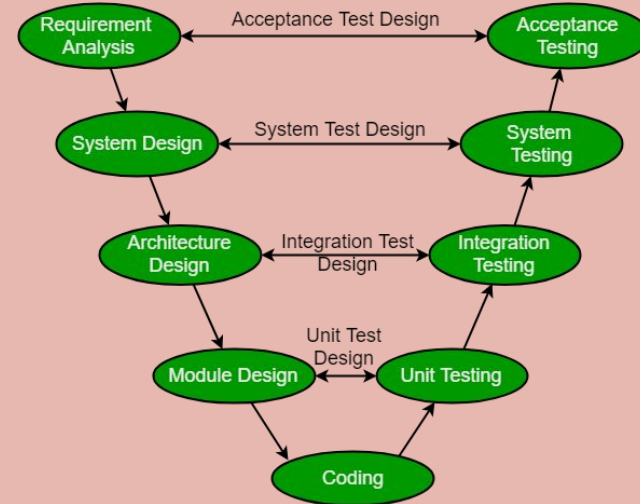 Requirement
Analysis
Acceptance Test Design
Acceptance
Testing
System Design
System Test Design
System
Testing
Architecture
Design
Integration Test
Design
Integration
Testing
Module Design
Unit Test
Design
Unit Testing
Coding